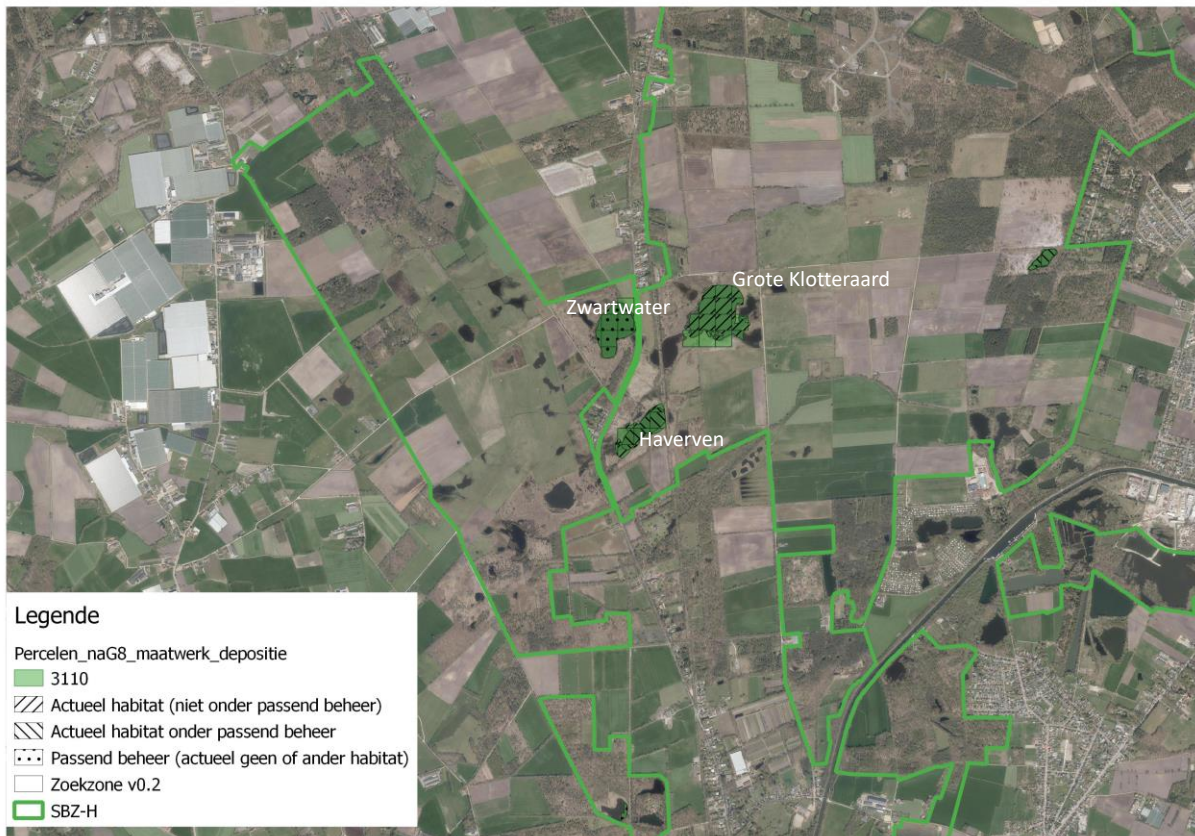 Grote Klotteraard
Zwartwater
Haverven
Legende
Percelen_naG8_maatwerk_depositie
3110
Actueel habitat (niet onder passend beheer)
Actueel habitat onder passend beheer
Passend beheer (actueel geen of ander habitat)
Zoekzone v0.2
SBZ-H